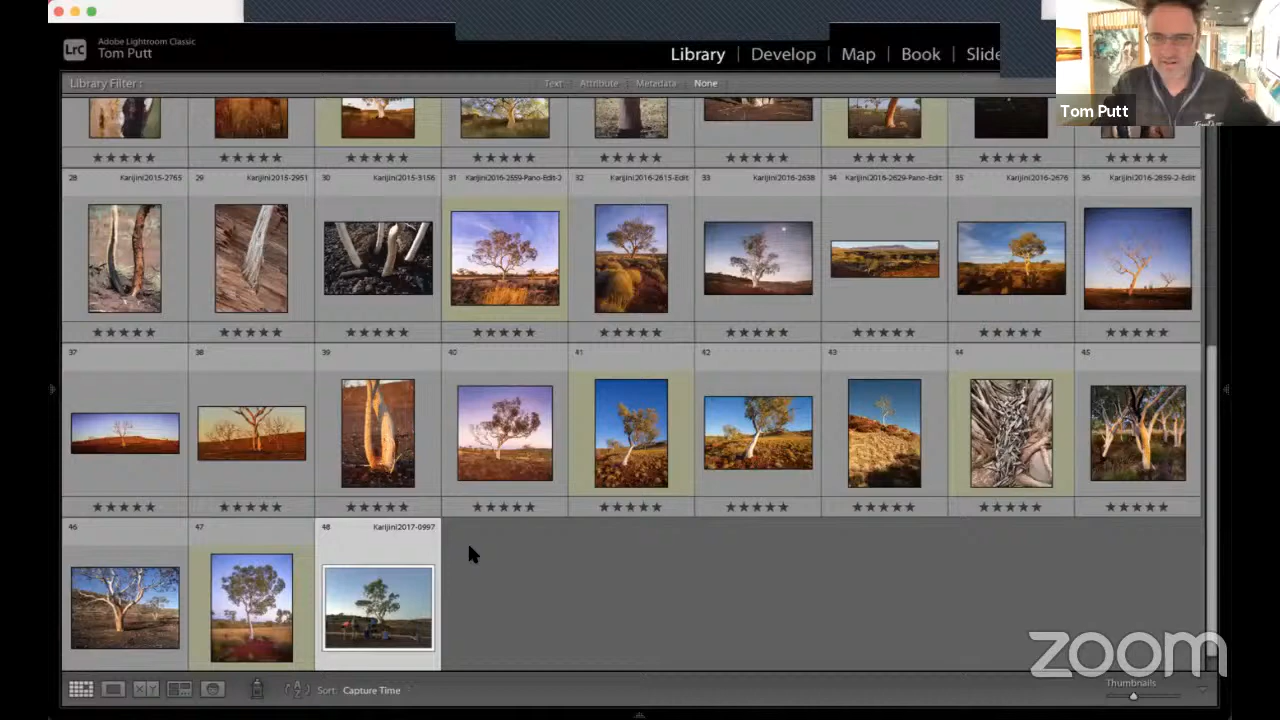 LrC
Adobe Lightroom Classic
Tom Putt
Library | Develop | Map | Book | Slide
Tom Putt
Library Filter :
Text Attribute Metadata None
28 Karijini2015-2765
29 Karijini2015-2951
30 Karijini2015-3156
31 Karijini2016-2559-Pano-Edit-2
32 Karijini2016-2615-Edit
33 Karijini2016-2638
34 Karijini2016-2629-Pano-Edit
35 Karijini2016-2676
36 Karijini2016-2859-2-Edit
37
38
39
40
41
42
43
44
45
46
47
48 Karijini2017-0997
zoom
Sort: Capture Time
Thumbnails